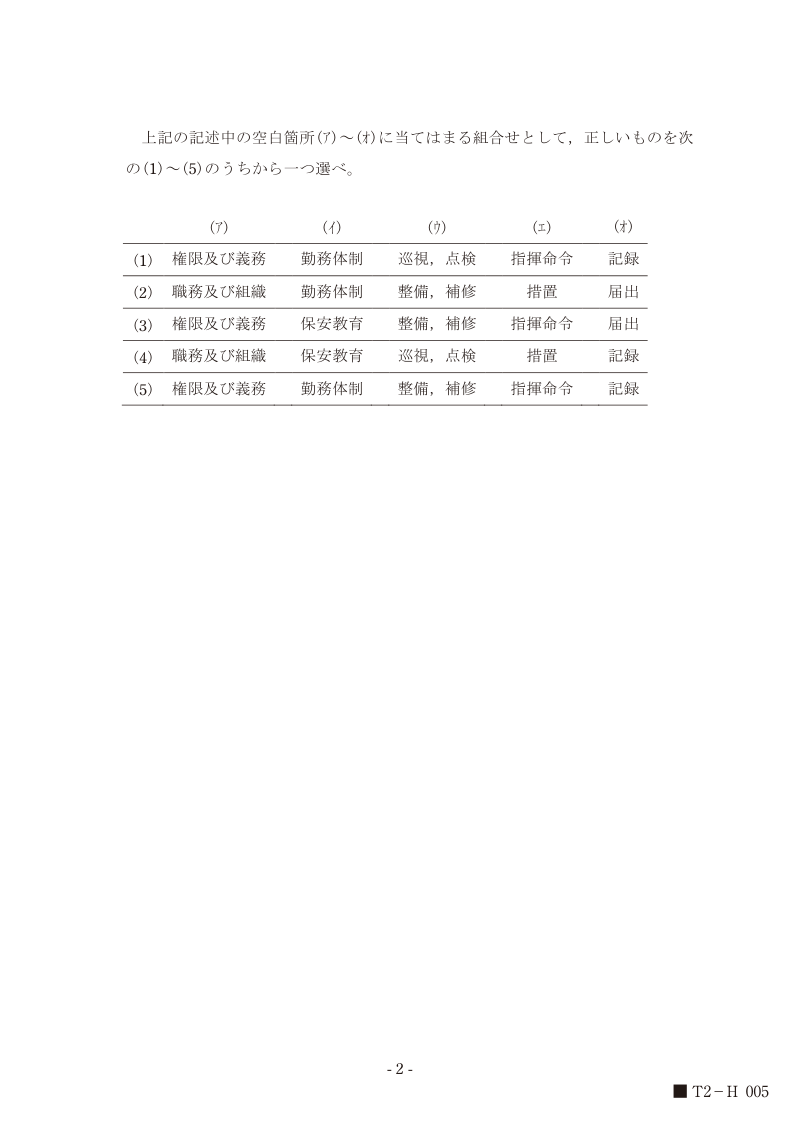 上記の記述中の空白箇所(ｱ)～(ｵ)に当てはまる組合せとして，正しいものを次
の(1)～(5)のうちから一つ選べ。
(ｱ) (ｲ) (ｳ) (ｴ) (ｵ)
(1) 権限及び義務 勤務体制 巡視，点検 指揮命令 記録
(2) 職務及び組織 勤務体制 整備，補修 措置 届出
(3) 権限及び義務 保安教育 整備，補修 指揮命令 届出
(4) 職務及び組織 保安教育 巡視，点検 措置 記録
(5) 権限及び義務 勤務体制 整備，補修 指揮命令 記録
- 2 -
■ T2－H 005